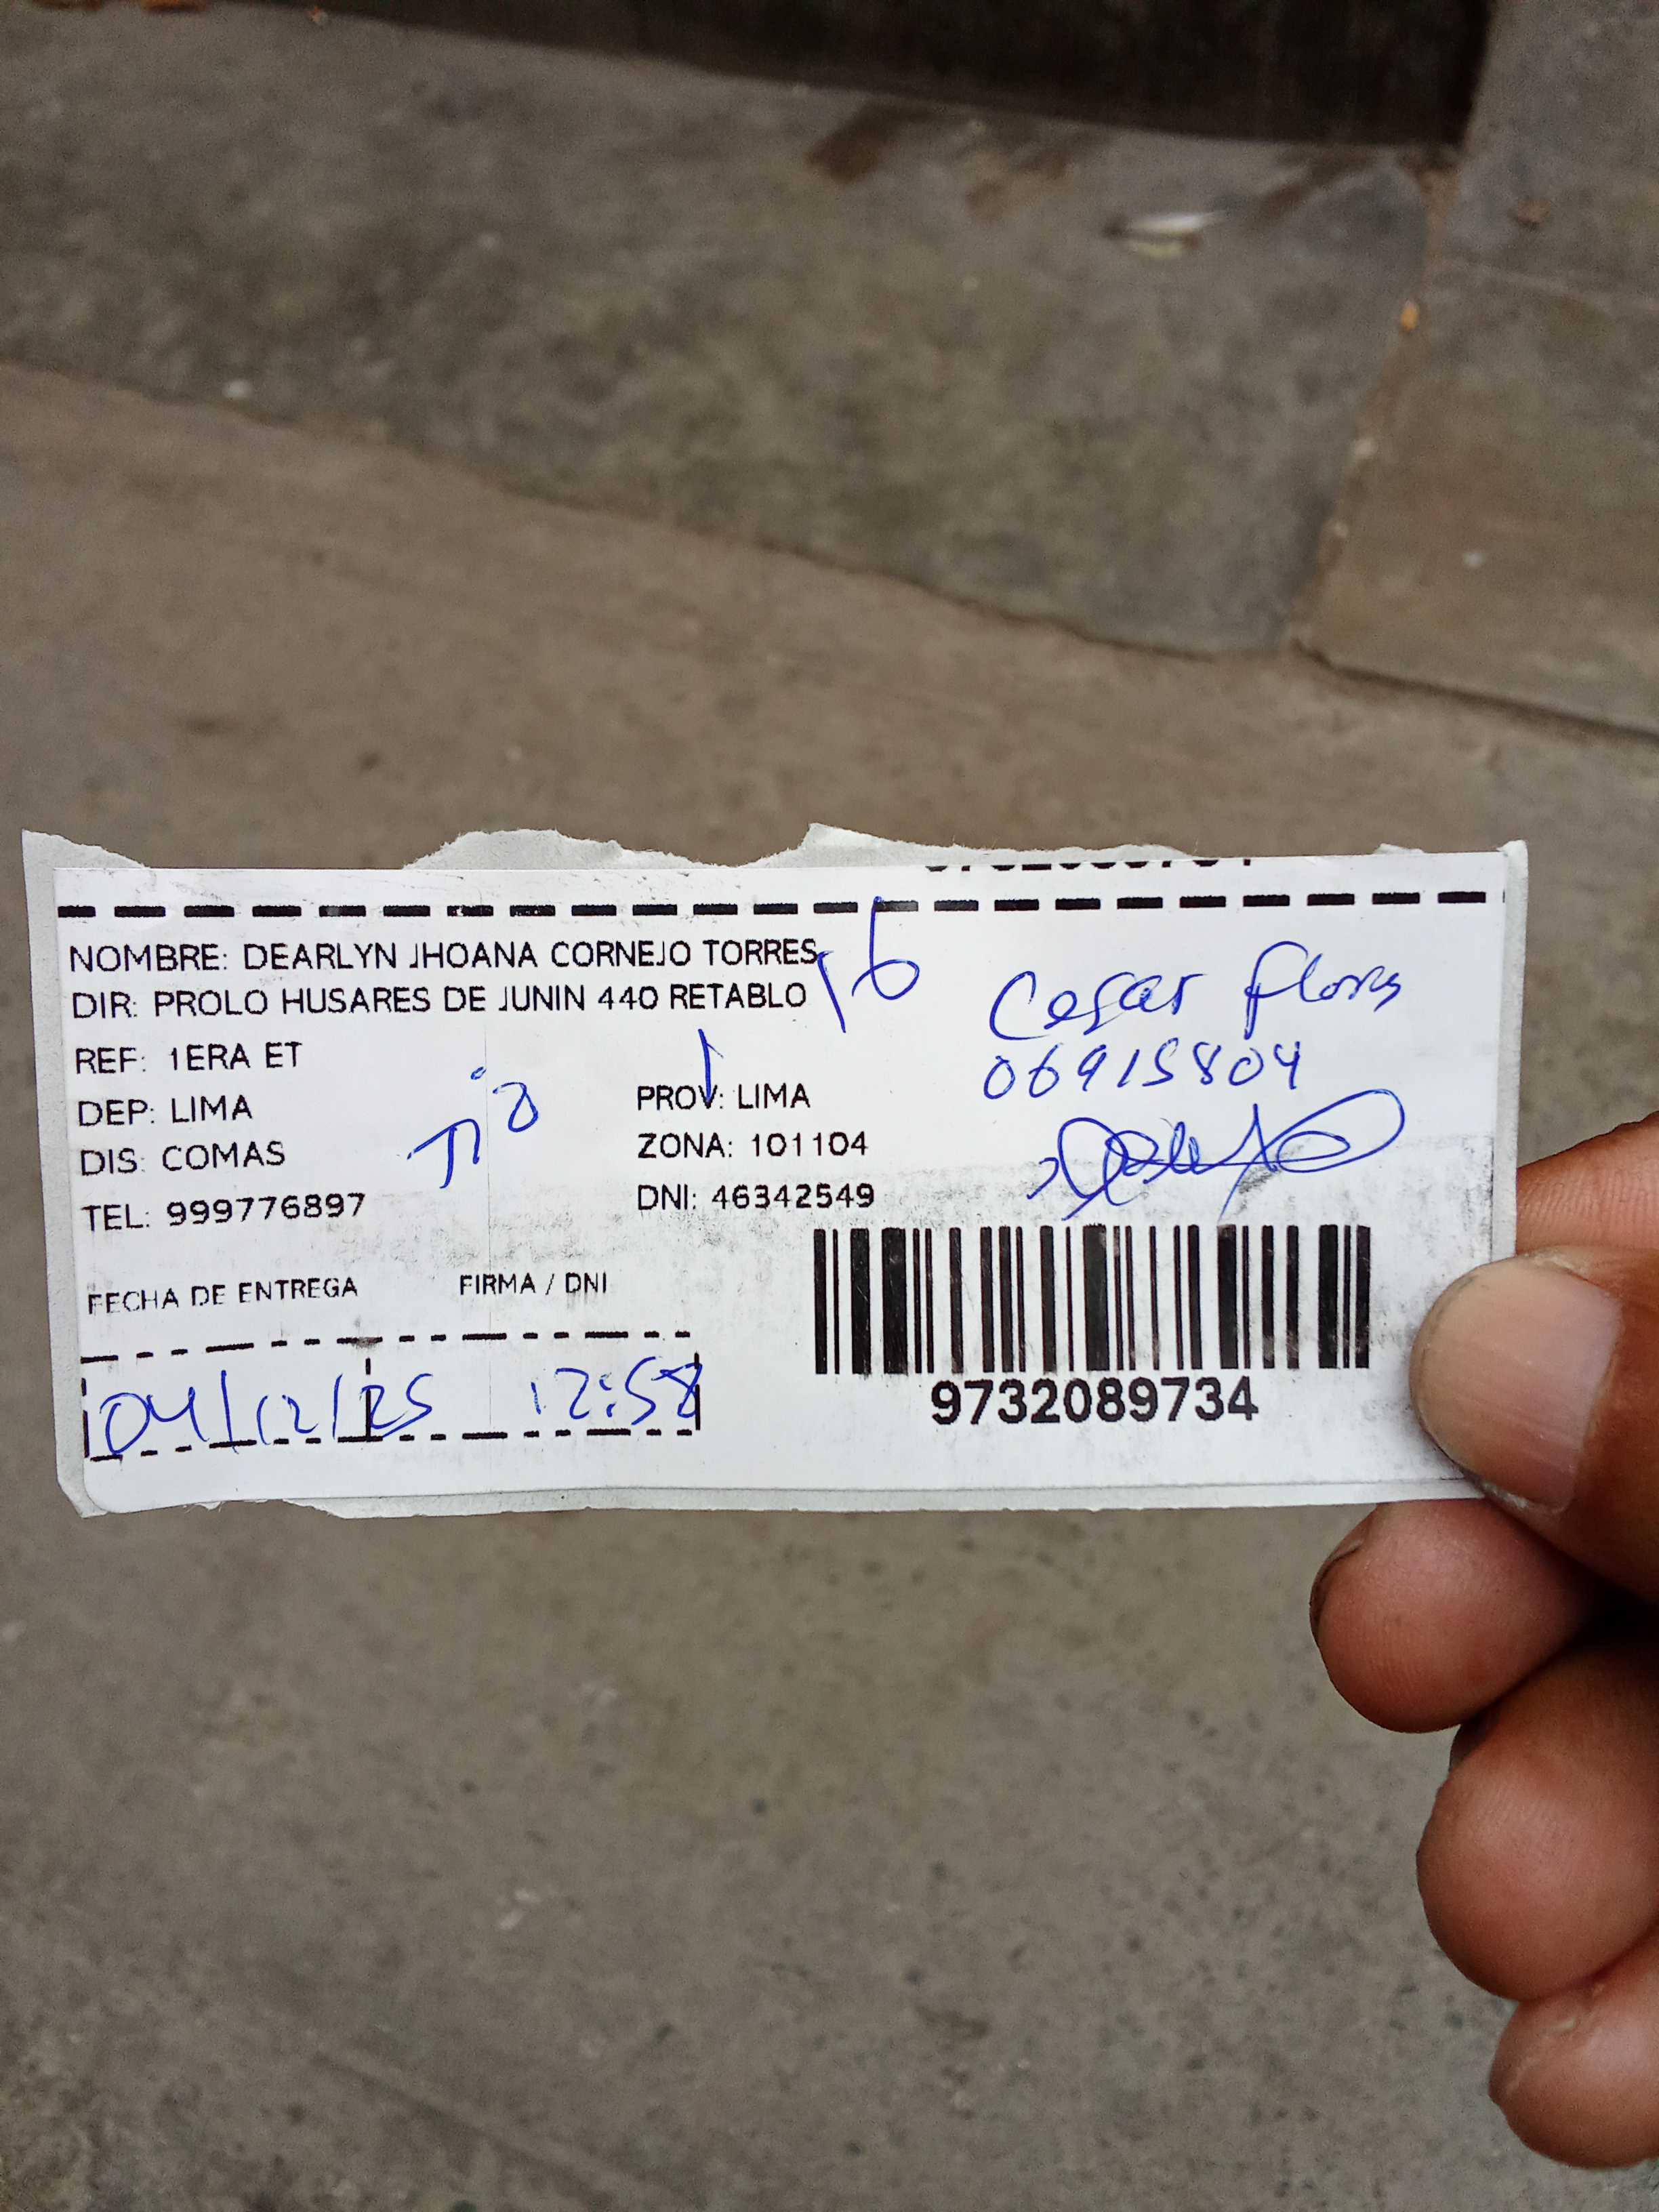 NOMBRE: DEARLYN JHOANA CORNEJO TORRES
16
DIR: PROLO HUSARES DE JUNIN 440 RETABLO
Cesar flores
06915804
REF: 1ERA ET
DEP: LIMA
PROV: LIMA
Tio
DIS: COMAS
ZONA: 101104
TEL: 999776897
DNI: 46342549
FECHA DE ENTREGA
FIRMA / DNI
04/12/25 12:58
9732089734